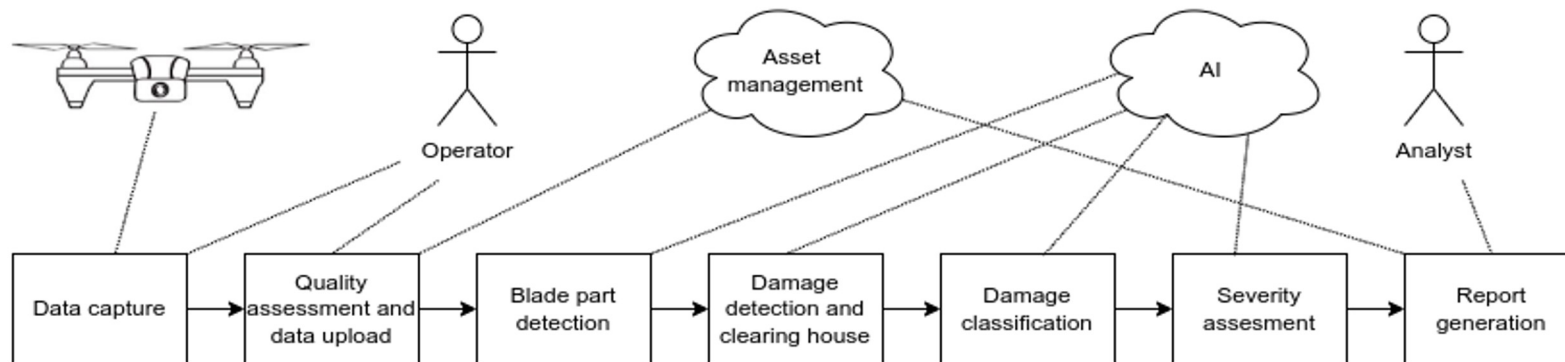 Asset
management
AI
Operator
Analyst
Data capture
Quality
assessment and
data upload
Blade part
detection
Damage
detection and
clearing house
Damage
classification
Severity
assesment
Report
generation